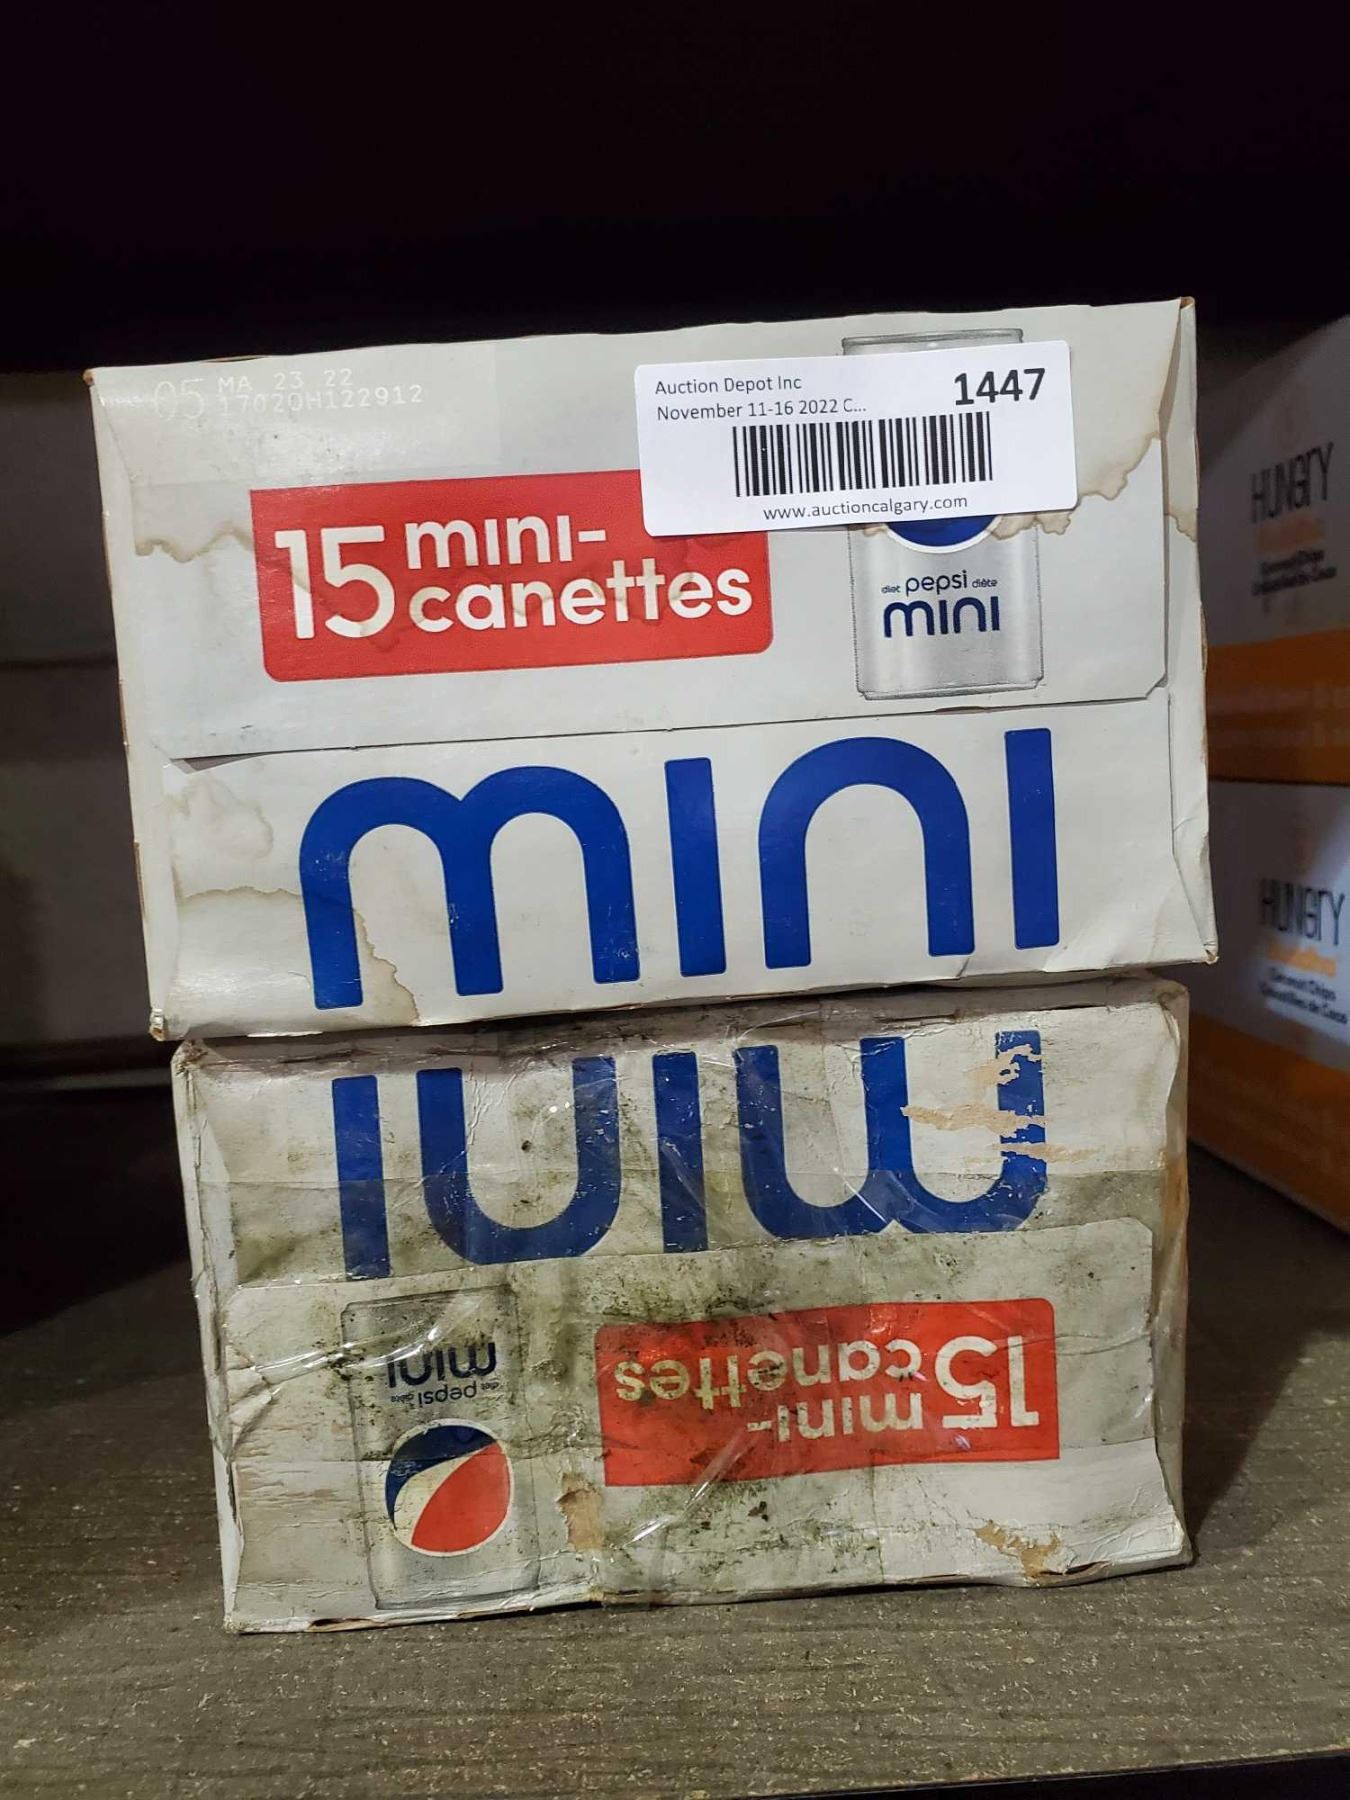 05 MA 23 22
17020H122912
Auction Depot Inc
1447
November 11-16 2022 C...
www.auctioncalgary.com
15 mini-
canettes
diet pepsi diète
mini
mini
mini
mini
diet pepsi diète
15 mini-
canettes
HUNGRY
HUNGRY